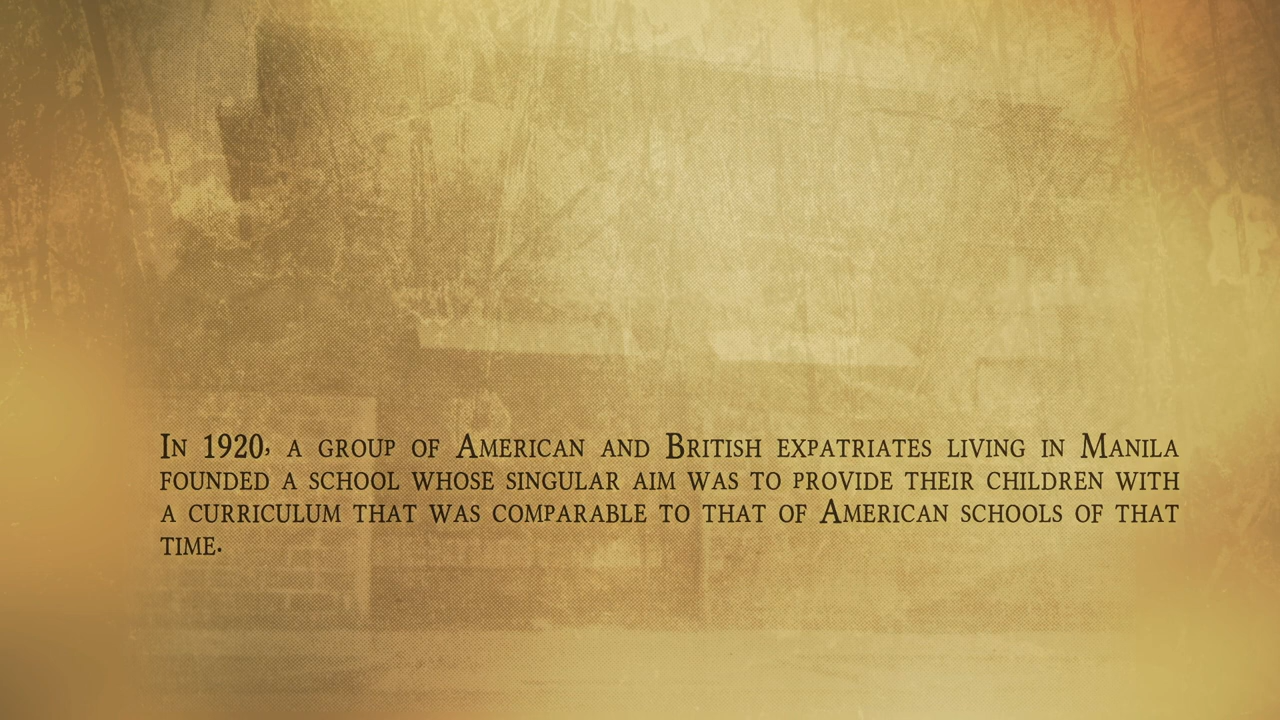 In 1920, a group of American and British expatriates living in Manila
founded a school whose singular aim was to provide their children with
a curriculum that was comparable to that of American schools of that
time.